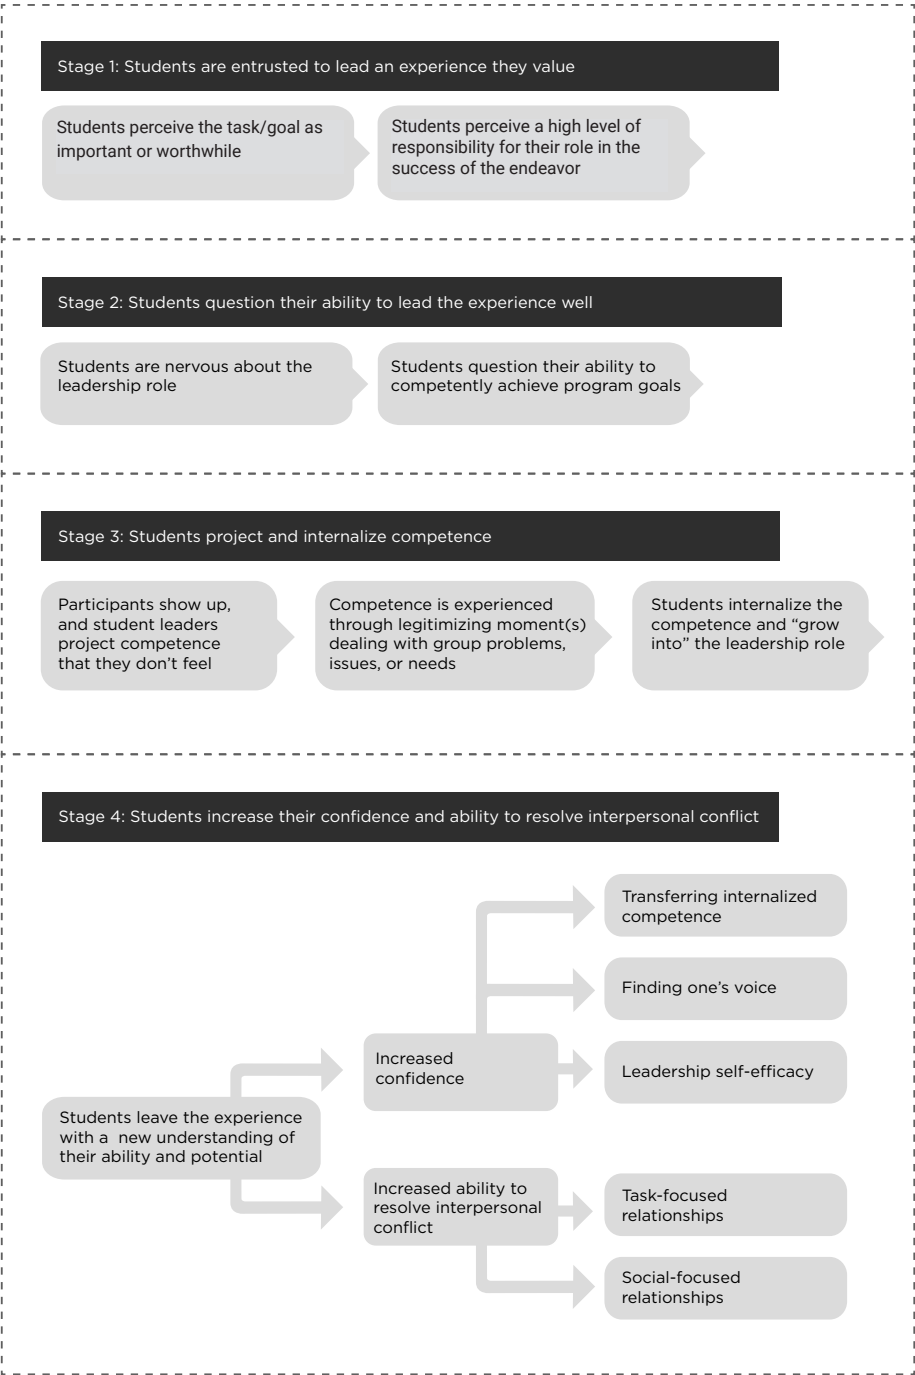 Stage 1: Students are entrusted to lead an experience they value
Students perceive the task/goal as
important or worthwhile
Students perceive a high level of
responsibility for their role in the
success of the endeavor
Stage 2: Students question their ability to lead the experience well
Students are nervous about the
leadership role
Students question their ability to
competently achieve program goals
Stage 3: Students project and internalize competence
Participants show up,
and student leaders
project competence
that they don’t feel
Competence is experienced
through legitimizing moment(s)
dealing with group problems,
issues, or needs
Students internalize the
competence and “grow
into” the leadership role
Stage 4: Students increase their confidence and ability to resolve interpersonal conflict
Students leave the experience
with a  new understanding of
their ability and potential
Increased
confidence
Transferring internalized
competence
Finding one’s voice
Leadership self-efficacy
Increased ability to
resolve interpersonal
conflict
Task-focused
relationships
Social-focused
relationships